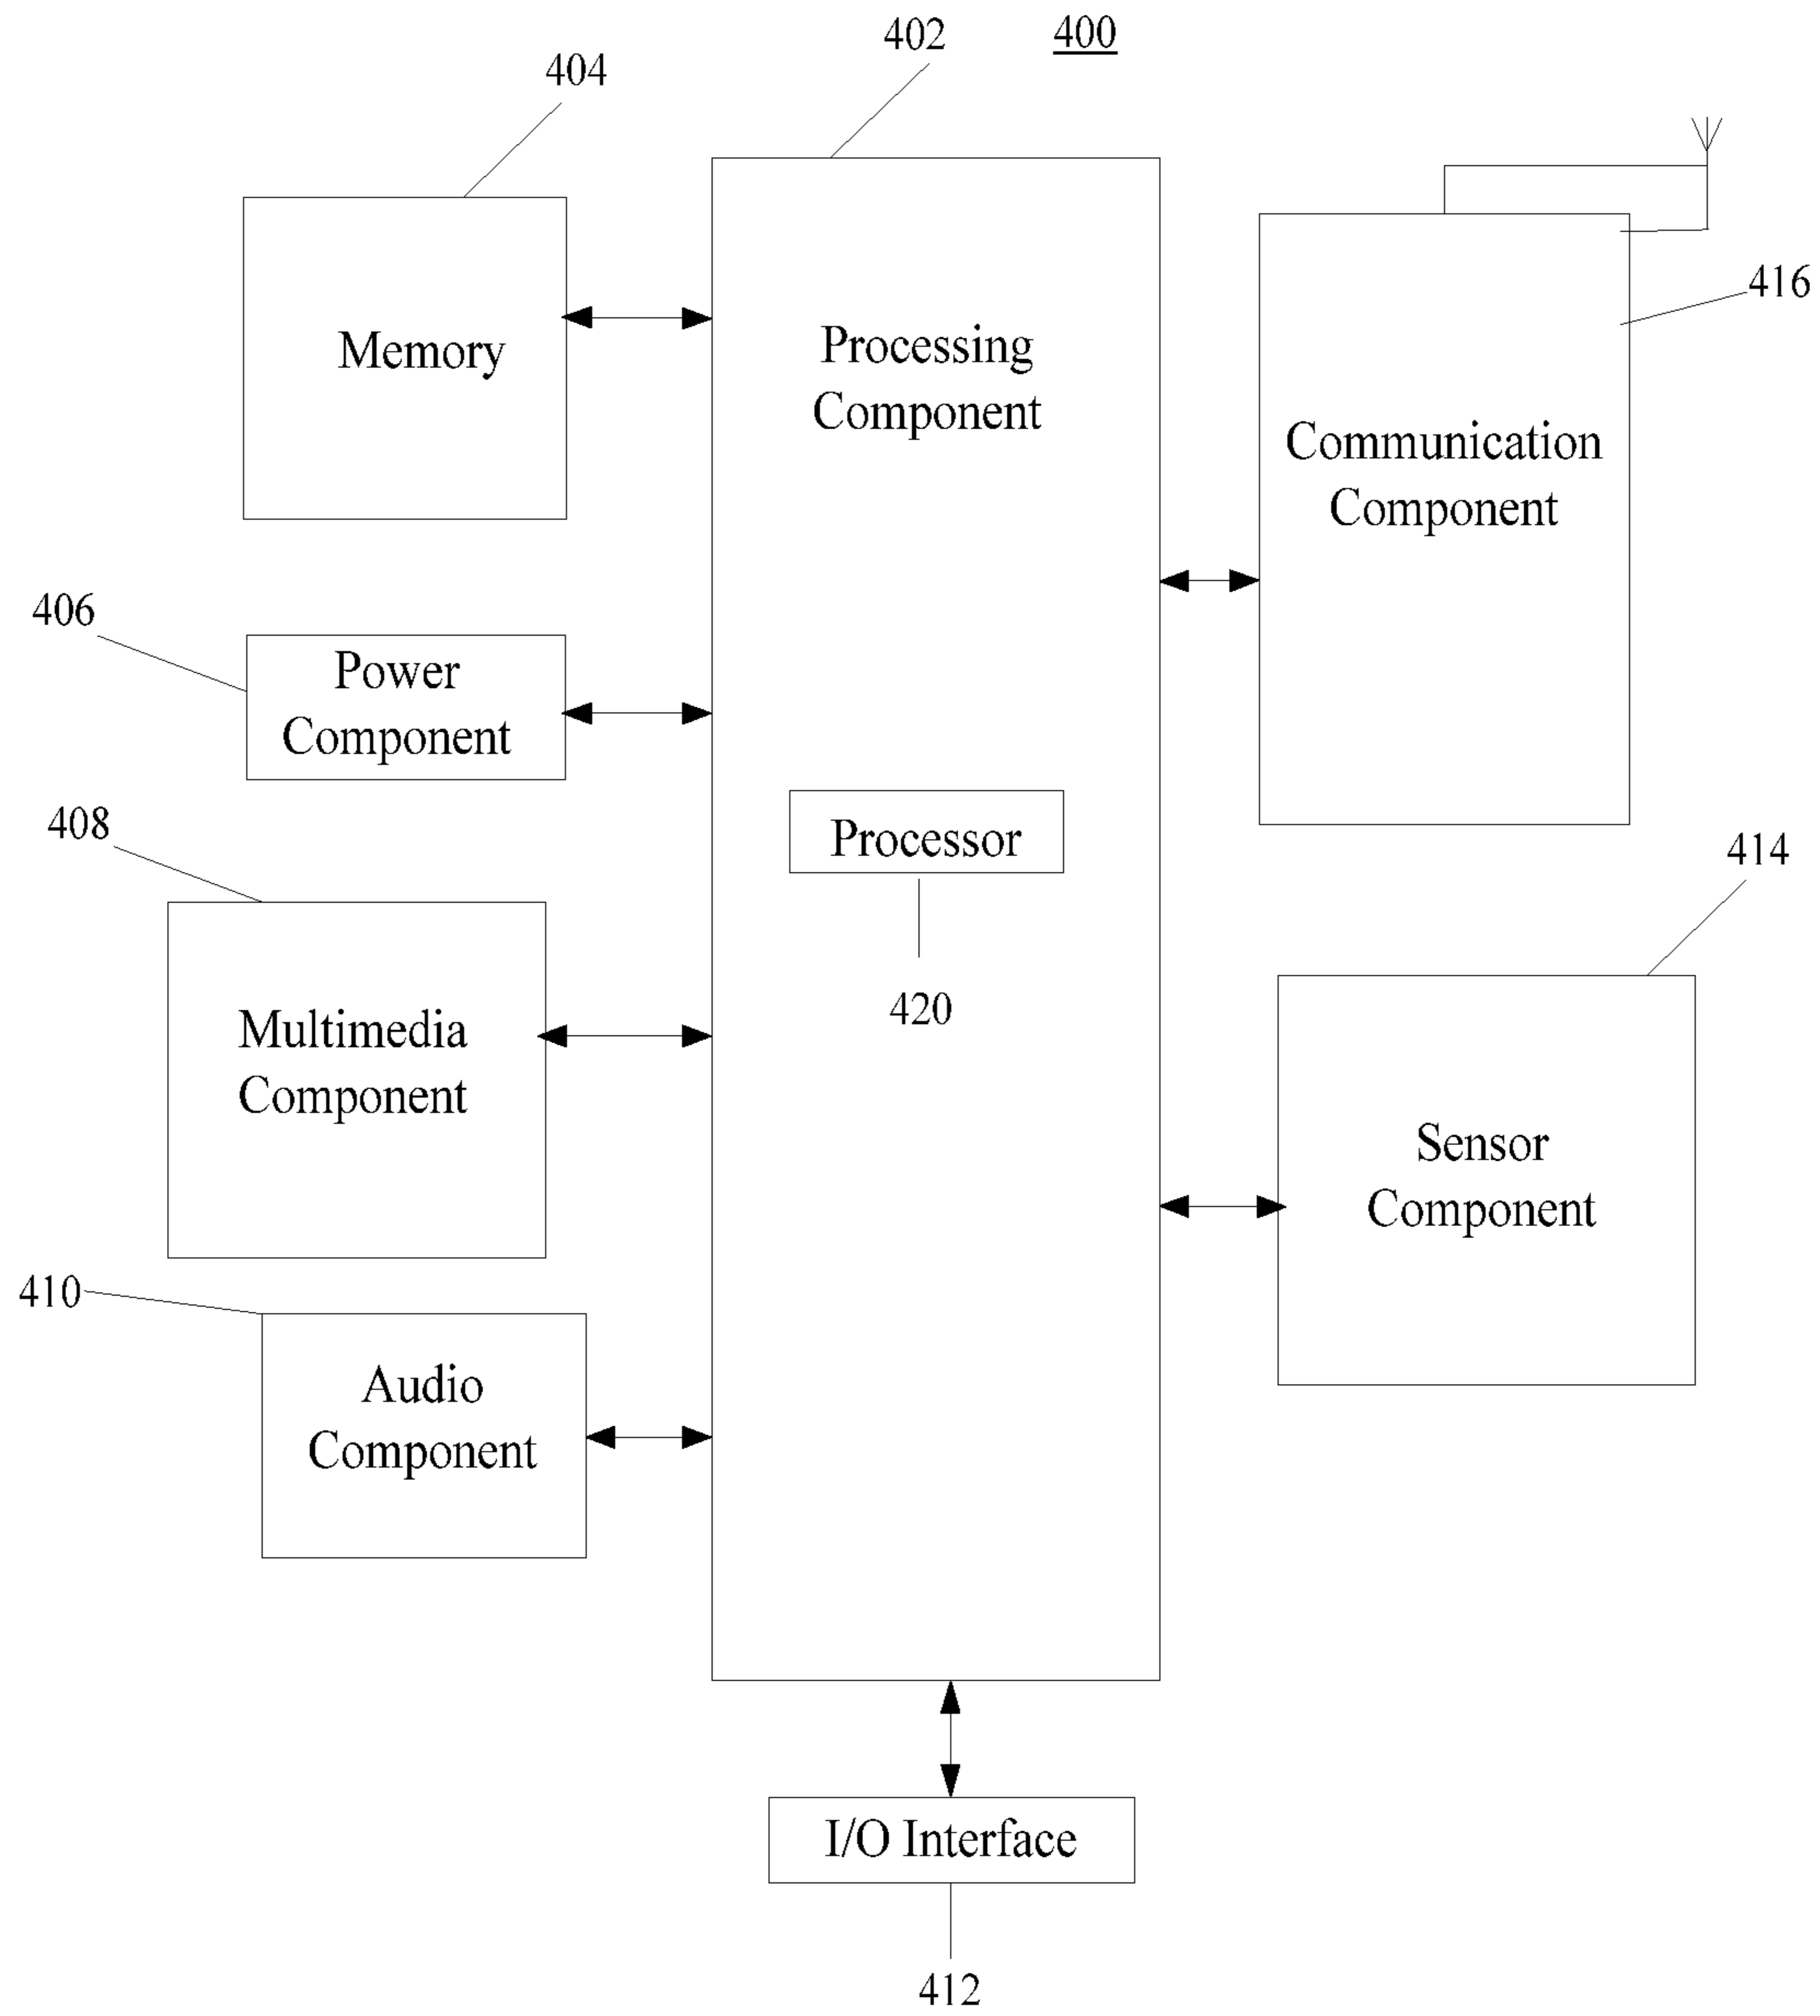 402
400
404
416
Memory
Processing
Component
Communication
Component
406
Power
Component
408
Processor
414
420
Multimedia
Component
Sensor
Component
410
Audio
Component
I/O Interface
412